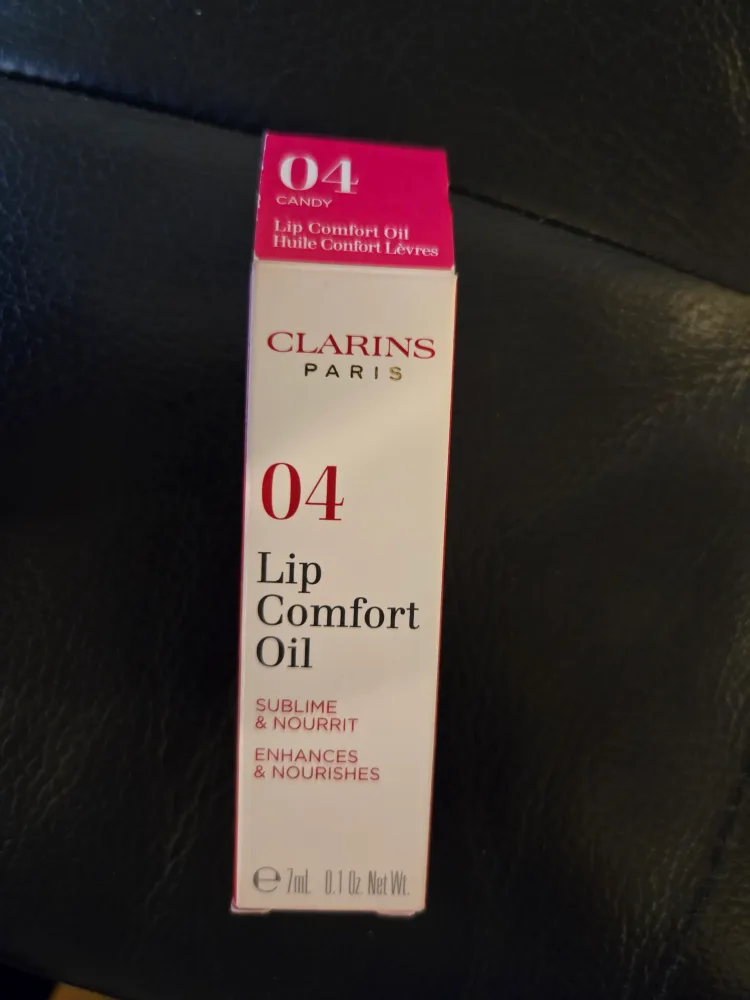 04
CANDY
Lip Comfort Oil
Huile Confort Lèvres
CLARINS
PARIS
04
Lip
Comfort
Oil
SUBLIME
& NOURRIT
ENHANCES
& NOURISHES
℮ 7mL 0.1 Oz Net Wt.